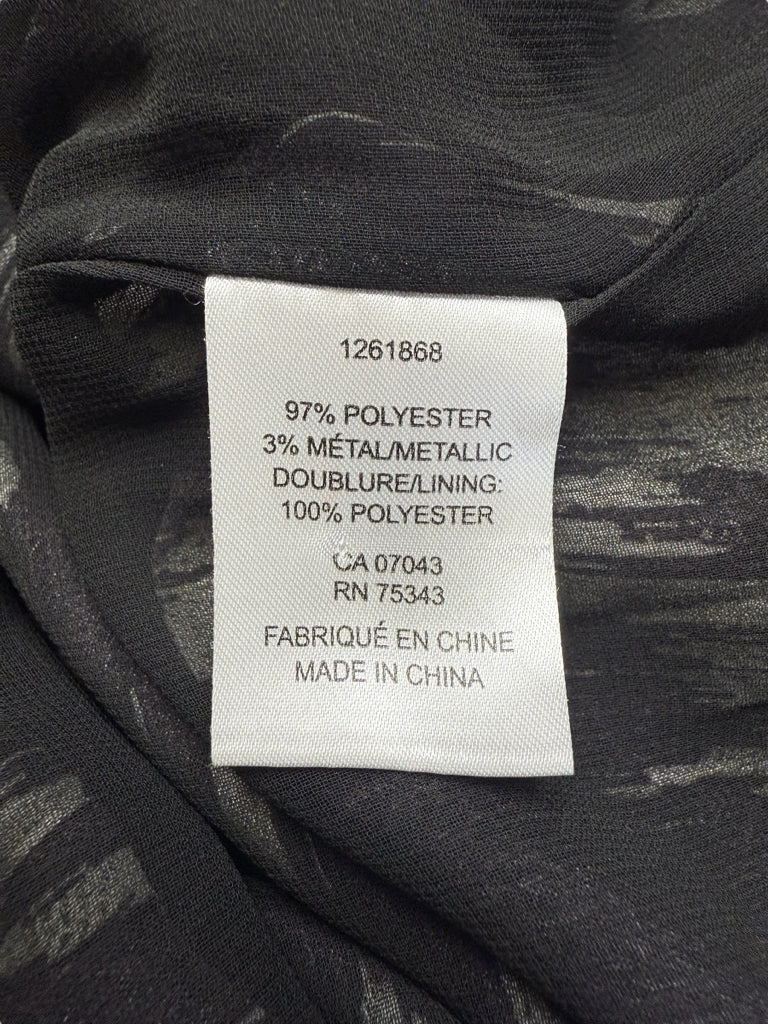 1261868
97% POLYESTER
3% MÉTAL/METALLIC
DOUBLURE/LINING:
100% POLYESTER
CA 07043
RN 75343
FABRIQUÉ EN CHINE
MADE IN CHINA